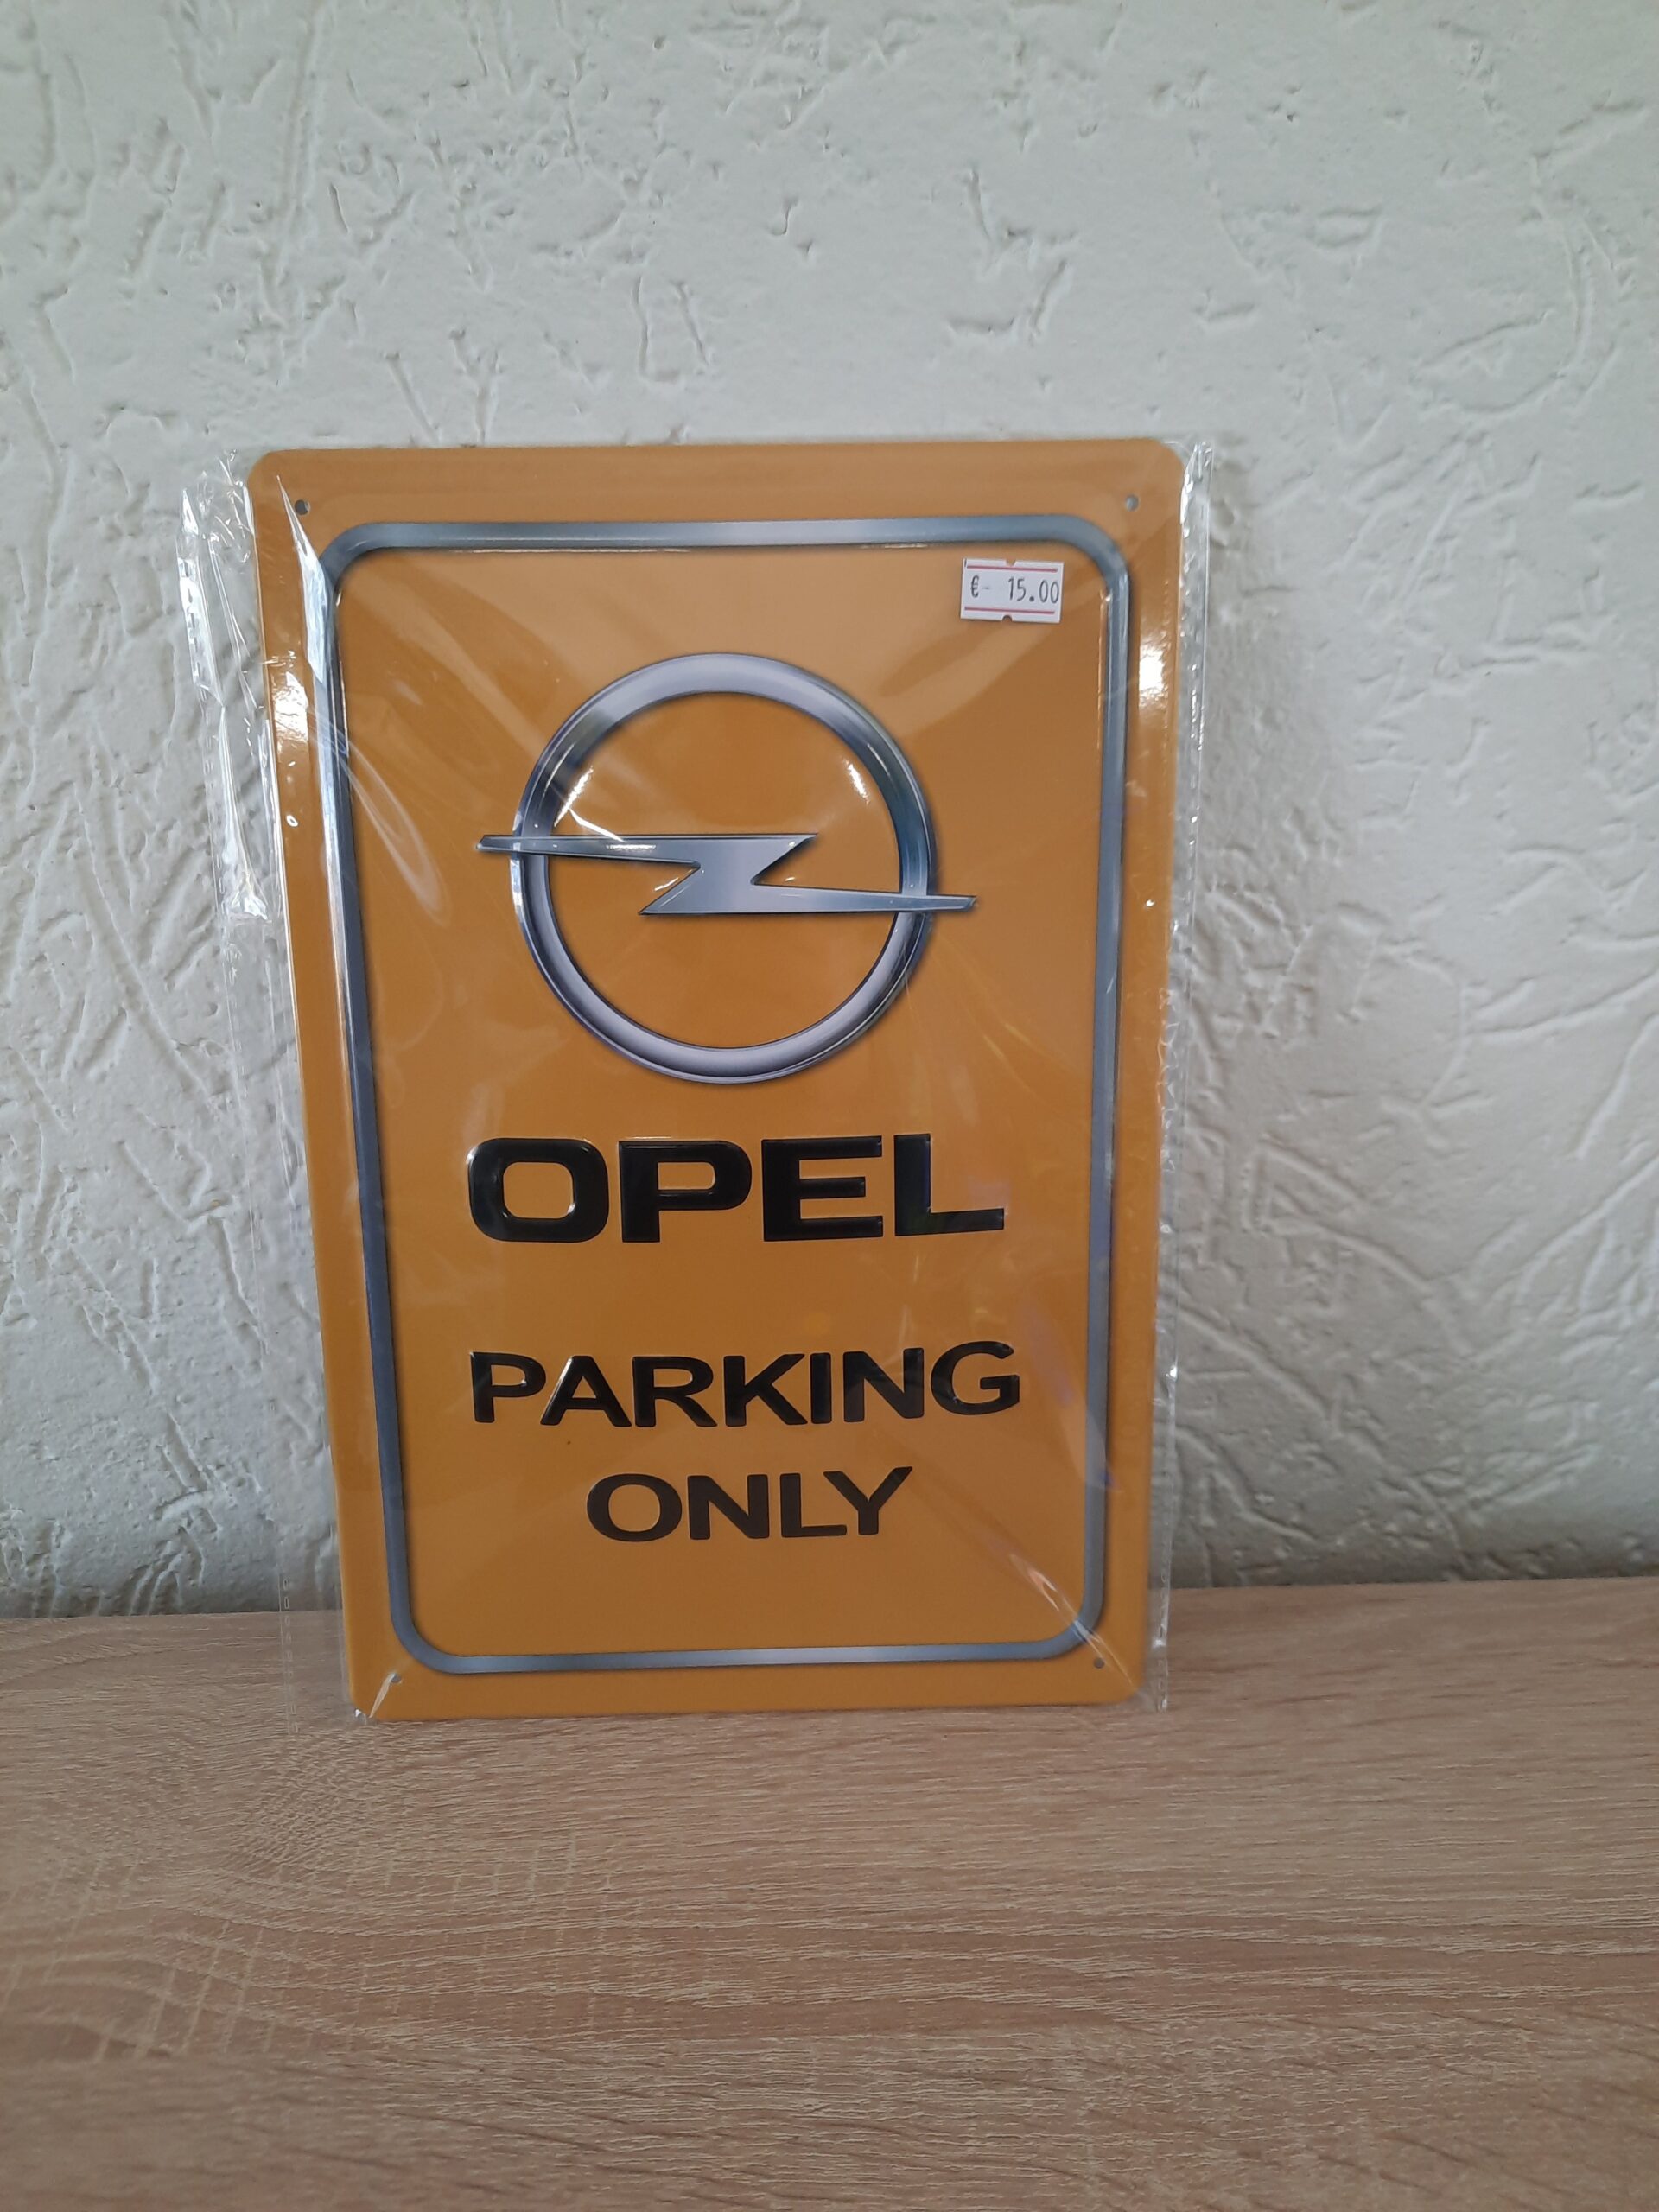 €- 15.00
OPEL
PARKING
ONLY